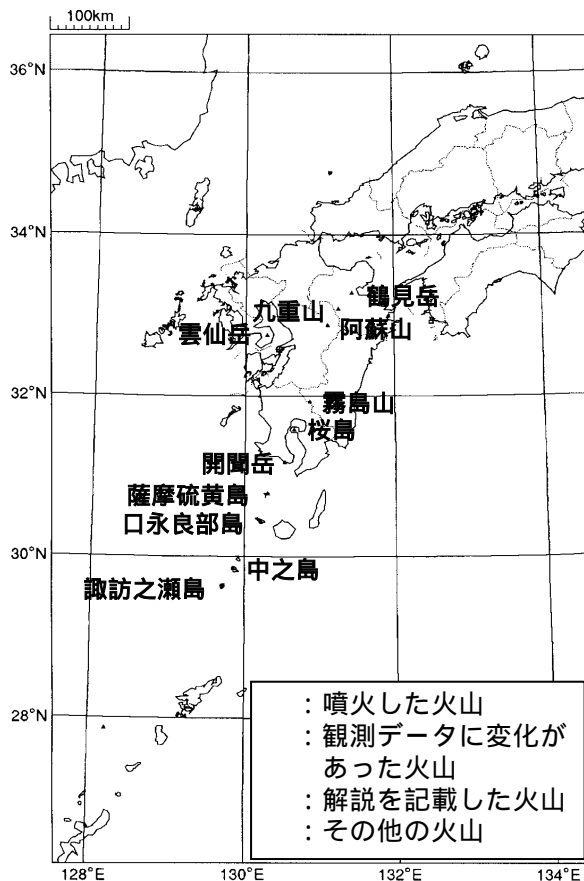 100km
36°N
34°N
鶴見岳
九重山
雲仙岳
阿蘇山
32°N
霧島山
桜島
開聞岳
薩摩硫黄島
口永良部島
30°N
中之島
諏訪之瀬島
：噴火した火山
28°N
：観測データに変化が
あった火山
：解説を記載した火山
：その他の火山
128°E
130°E
132°E
134°E